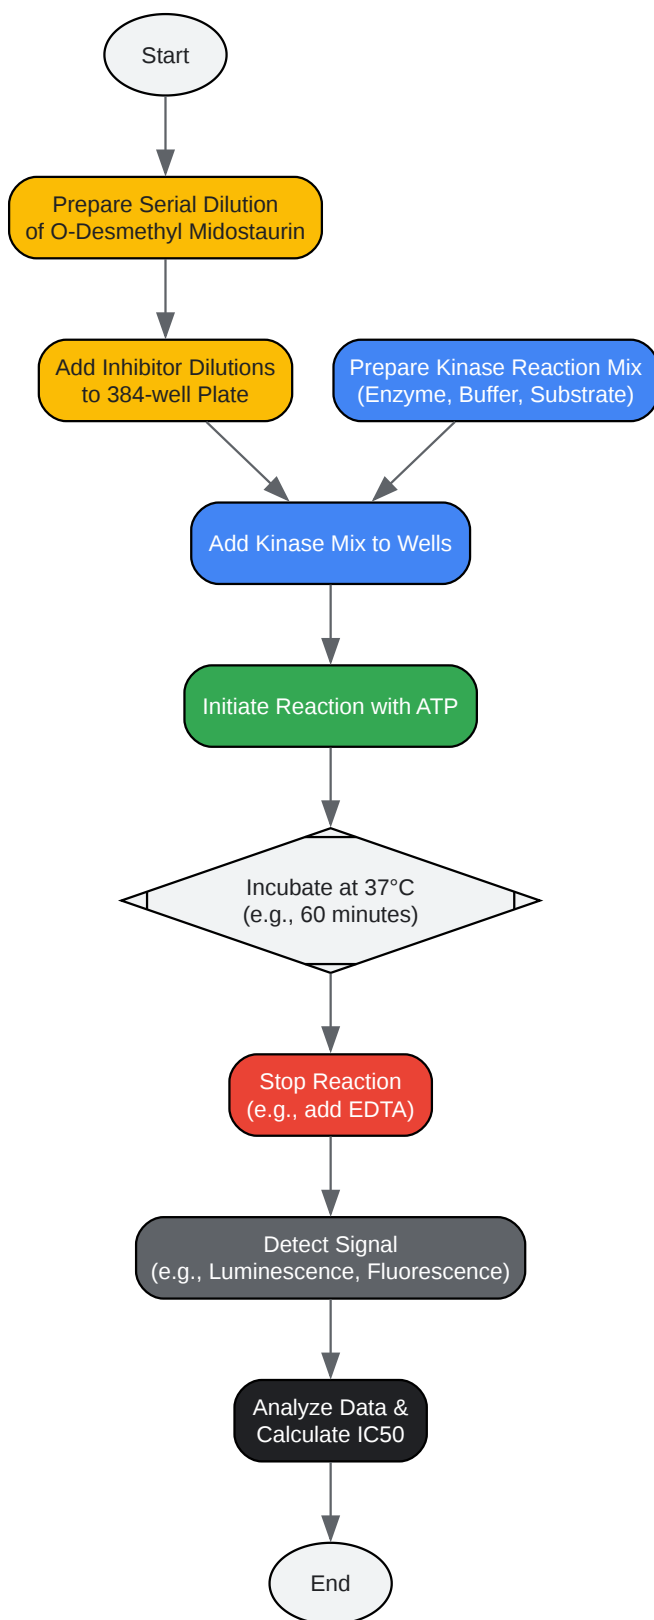 Start
Prepare Serial Dilution
of O-Desmethyl Midostaurin
Add Inhibitor Dilutions
to 384-well Plate
Prepare Kinase Reaction Mix
(Enzyme, Buffer, Substrate)
Add Kinase Mix to Wells
Initiate Reaction with ATP
Incubate at 37°C
(e.g., 60 minutes)
Stop Reaction
(e.g., add EDTA)
Detect Signal
(e.g., Luminescence, Fluorescence)
Analyze Data &
Calculate IC50
End